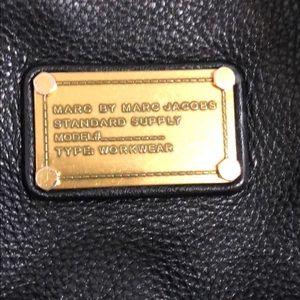 MARC BY MARC JACOBS
STANDARD SUPPLY
MODEL#..................
TYPE: WORKWEAR